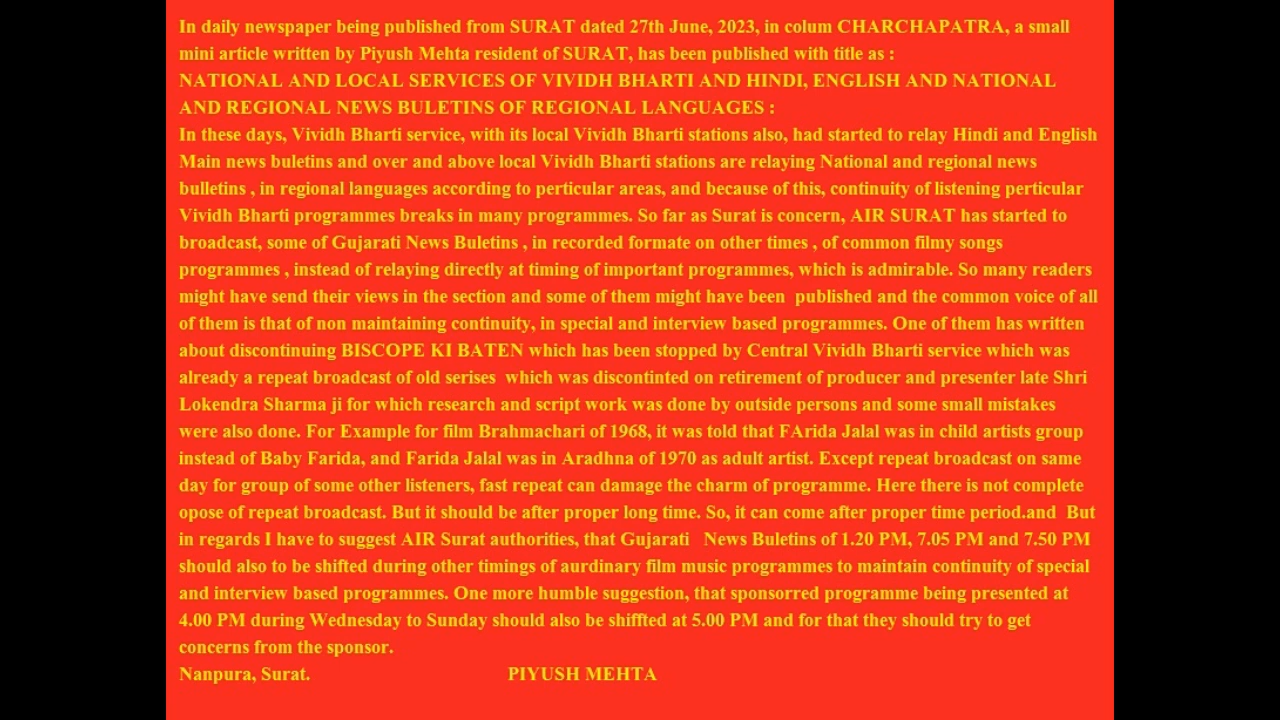 In daily newspaper being published from SURAT dated 27th June, 2023, in colum CHARCHAPATRA, a small
mini article written by Piyush Mehta resident of SURAT, has been published with title as :
NATIONAL AND LOCAL SERVICES OF VIVIDH BHARTI AND HINDI, ENGLISH AND NATIONAL
AND REGIONAL NEWS BULETINS OF REGIONAL LANGUAGES :
In these days, Vividh Bharti service, with its local Vividh Bharti stations also, had started to relay Hindi and English
Main news buletins and over and above local Vividh Bharti stations are relaying National and regional news
bulletins , in regional languages according to perticular areas, and because of this, continuity of listening perticular
Vividh Bharti programmes breaks in many programmes. So far as Surat is concern, AIR SURAT has started to
broadcast, some of Gujarati News Buletins , in recorded formate on other times , of common filmy songs
programmes , instead of relaying directly at timing of important programmes, which is admirable. So many readers
might have send their views in the section and some of them might have been  published and the common voice of all
of them is that of non maintaining continuity, in special and interview based programmes. One of them has written
about discontinuing BISCOPE KI BATEN which has been stopped by Central Vividh Bharti service which was
already a repeat broadcast of old serises  which was discontinted on retirement of producer and presenter late Shri
Lokendra Sharma ji for which research and script work was done by outside persons and some small mistakes
were also done. For Example for film Brahmachari of 1968, it was told that FArida Jalal was in child artists group
instead of Baby Farida, and Farida Jalal was in Aradhna of 1970 as adult artist. Except repeat broadcast on same
day for group of some other listeners, fast repeat can damage the charm of programme. Here there is not complete
opose of repeat broadcast. But it should be after proper long time. So, it can come after proper time period.and  But
in regards I have to suggest AIR Surat authorities, that Gujarati   News Buletins of 1.20 PM, 7.05 PM and 7.50 PM
should also to be shifted during other timings of aurdinary film music programmes to maintain continuity of special
and interview based programmes. One more humble suggestion, that sponsorred programme being presented at
4.00 PM during Wednesday to Sunday should also be shiffted at 5.00 PM and for that they should try to get
concerns from the sponsor.
Nanpura, Surat.                                        PIYUSH MEHTA